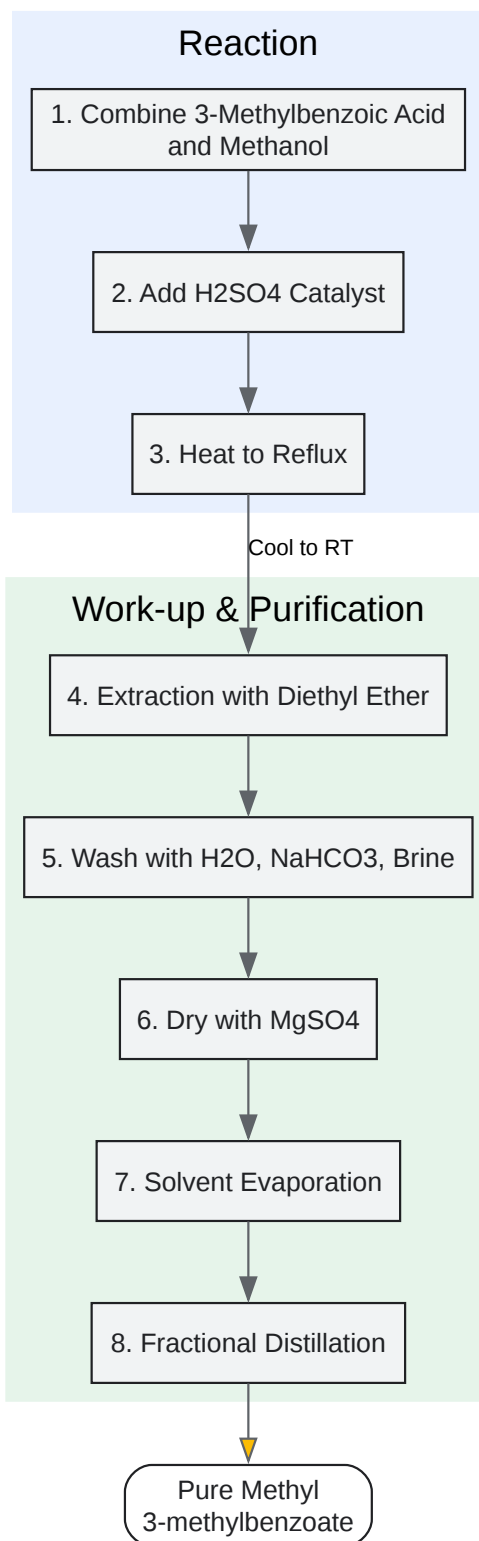 Reaction
1. Combine 3-Methylbenzoic Acid
and Methanol
2. Add H2SO4 Catalyst
3. Heat to Reflux
Cool to RT
Work-up & Purification
4. Extraction with Diethyl Ether
5. Wash with H2O, NaHCO3, Brine
6. Dry with MgSO4
7. Solvent Evaporation
8. Fractional Distillation
Pure Methyl
3-methylbenzoate